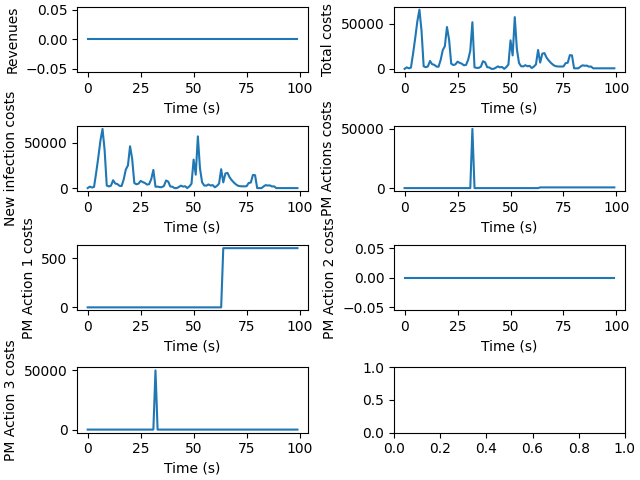 Revenues
0.05
0.00
−0.05
0 25 50 75 100
Time (s)
Total costs
50000
0
0 25 50 75 100
Time (s)
New infection costs
50000
0
0 25 50 75 100
Time (s)
PM Actions costs
50000
0
0 25 50 75 100
Time (s)
PM Action 1 costs
500
0
0 25 50 75 100
Time (s)
PM Action 2 costs
0.05
0.00
−0.05
0 25 50 75 100
Time (s)
PM Action 3 costs
50000
0
0 25 50 75 100
Time (s)
1.0
0.5
0.0
0.0 0.2 0.4 0.6 0.8 1.0